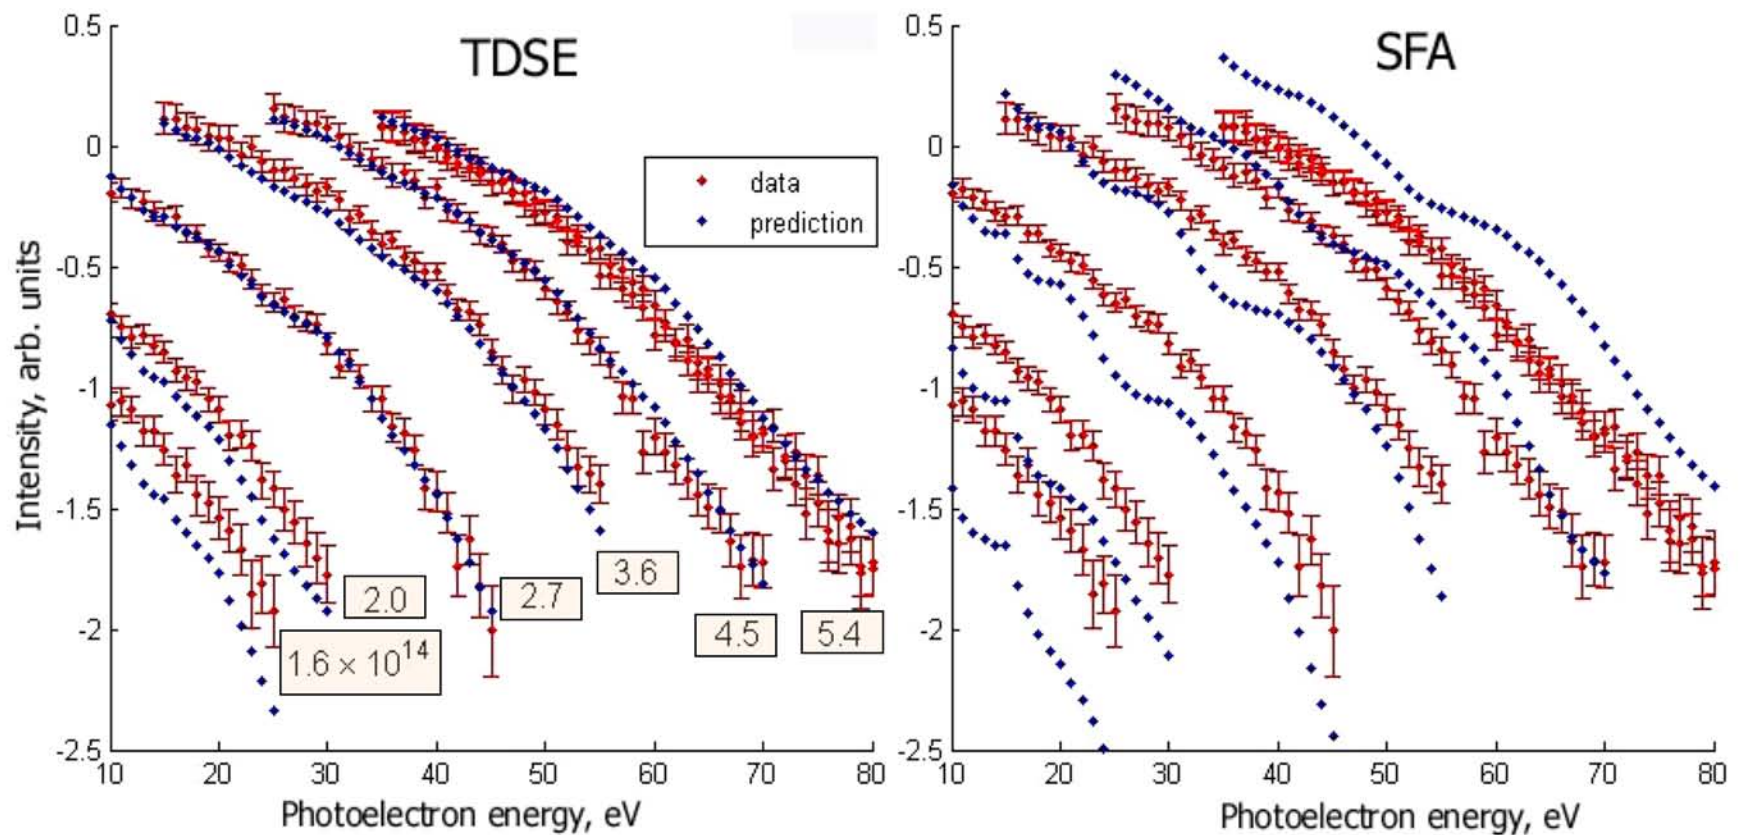 TDSE
SFA
0.5
0
-0.5
-1
-1.5
-2
-2.5
Intensity, arb. units
10 20 30 40 50 60 70 80
Photoelectron energy, eV
data
prediction
1.6 × 10¹⁴
2.0
2.7
3.6
4.5
5.4
0.5
0
-0.5
-1
-1.5
-2
-2.5
10 20 30 40 50 60 70 80
Photoelectron energy, eV